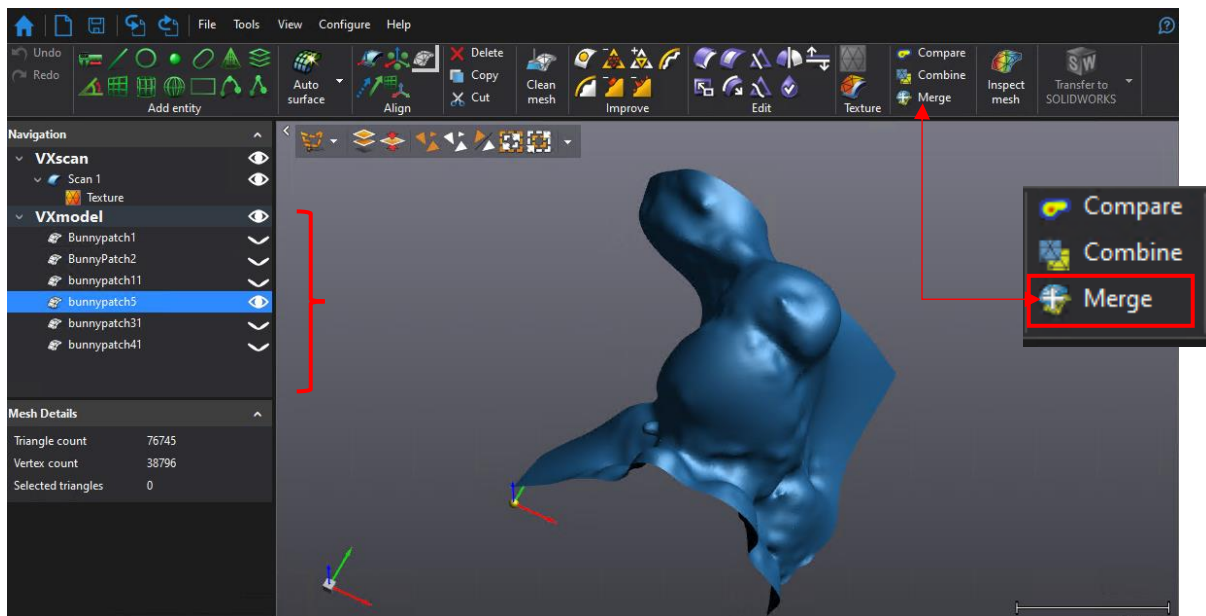 File Tools View Configure Help
Undo
Redo
Add entity
Auto
surface
Align
Delete
Copy
Cut
Clean
mesh
Improve
Edit
Texture
Compare
Combine
Merge
Inspect
mesh
SW
Transfer to
SOLIDWORKS
Navigation
VXscan
Scan 1
Texture
VXmodel
Bunnypatch1
BunnyPatch2
bunnypatch11
bunnypatch5
bunnypatch31
bunnypatch41
Mesh Details
Triangle count 76745
Vertex count 38796
Selected triangles 0
Compare
Combine
Merge